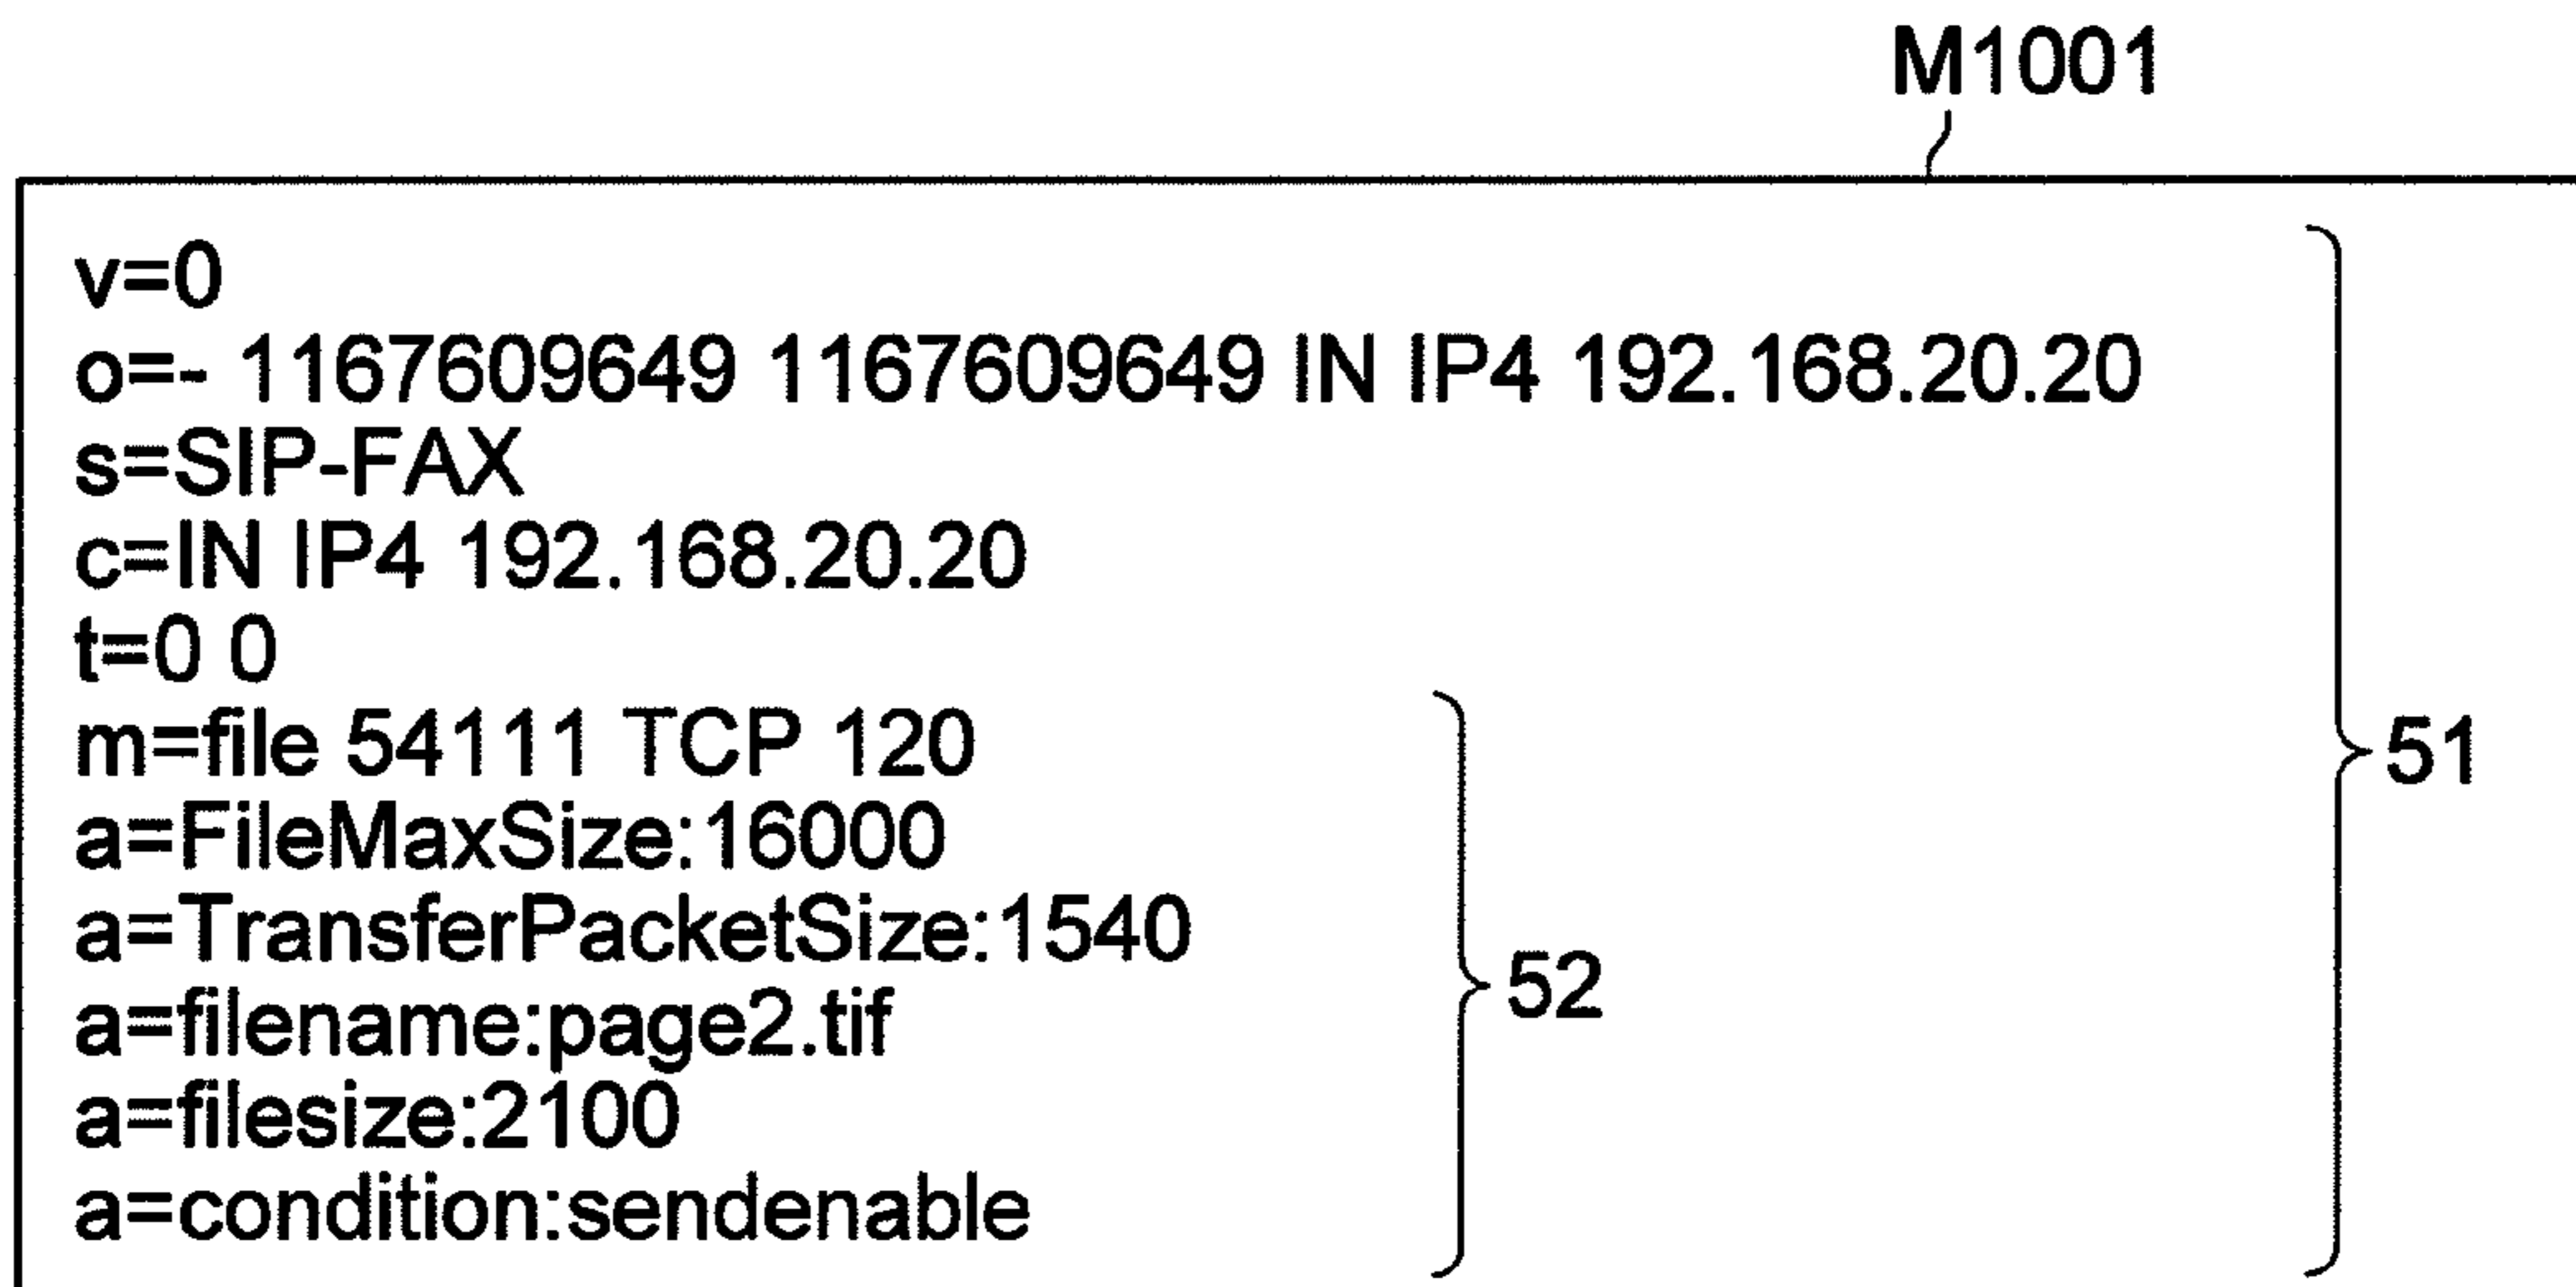 M1001
v=0
o=- 1167609649 1167609649 IN IP4 192.168.20.20
s=SIP-FAX
c=IN IP4 192.168.20.20
t=0 0
m=file 54111 TCP 120
a=FileMaxSize:16000
a=TransferPacketSize:1540
a=filename:page2.tif
a=filesize:2100
a=condition:sendenable
51
52